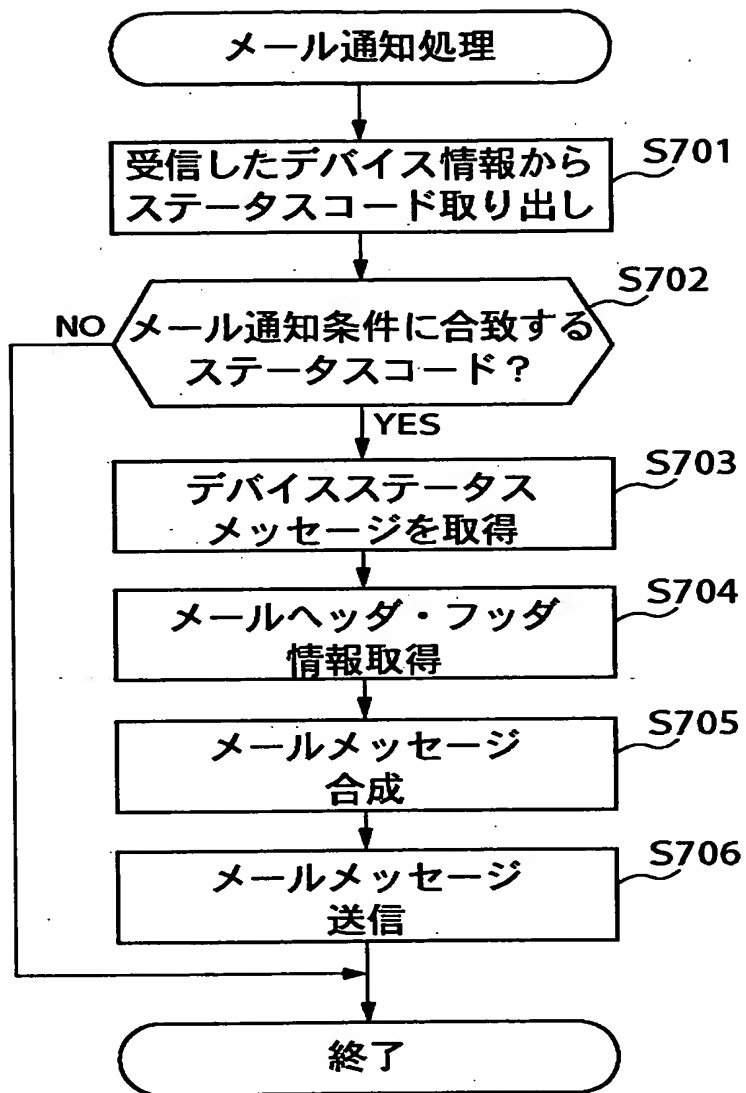 メール通知処理
受信したデバイス情報から
ステータスコード取り出し
S701
メール通知条件に合致する
ステータスコード？
S702
NO
YES
デバイスステータス
メッセージを取得
S703
メールヘッダ・フッダ
情報取得
S704
メールメッセージ
合成
S705
メールメッセージ
送信
S706
終了